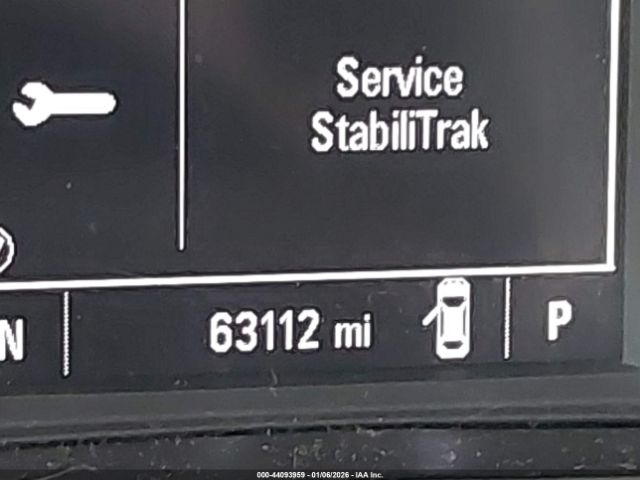 Service
StabiliTrak
N
63112 mi
P
000-44093959 - 01/06/2026 - IAA Inc.